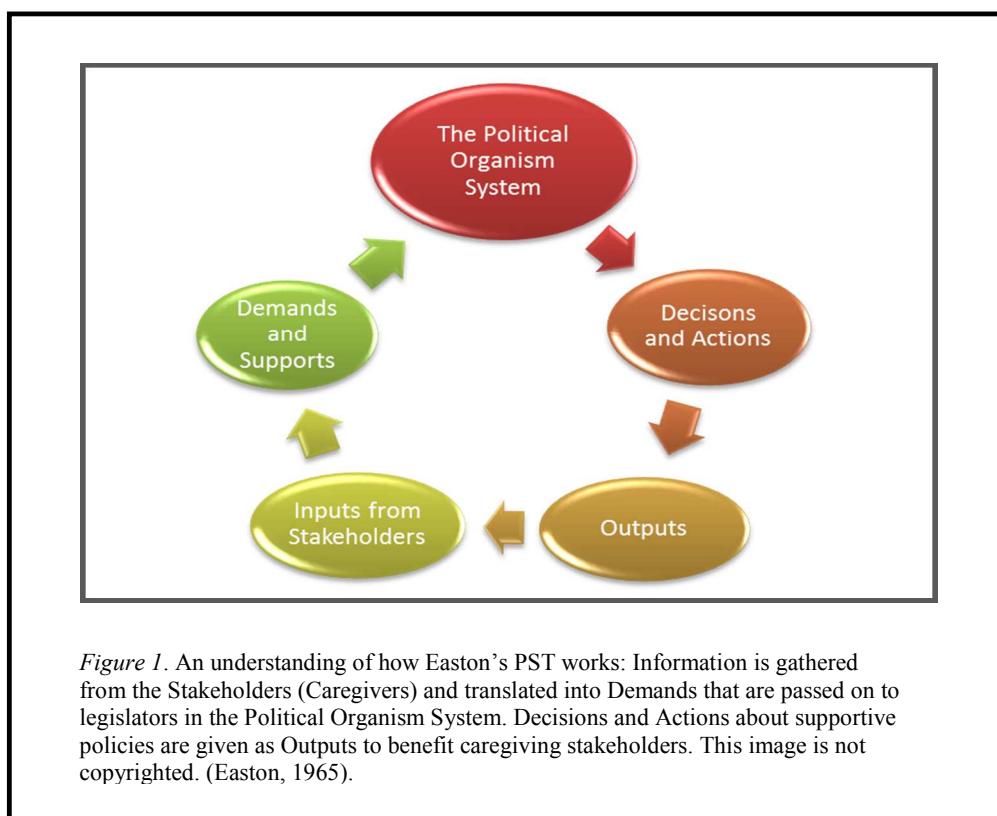 The Political
Organism
System
Decisons
and Actions
Outputs
Inputs from
Stakeholders
Demands
and
Supports
Figure 1. An understanding of how Easton’s PST works: Information is gathered
from the Stakeholders (Caregivers) and translated into Demands that are passed on to
legislators in the Political Organism System. Decisions and Actions about supportive
policies are given as Outputs to benefit caregiving stakeholders. This image is not
copyrighted. (Easton, 1965).